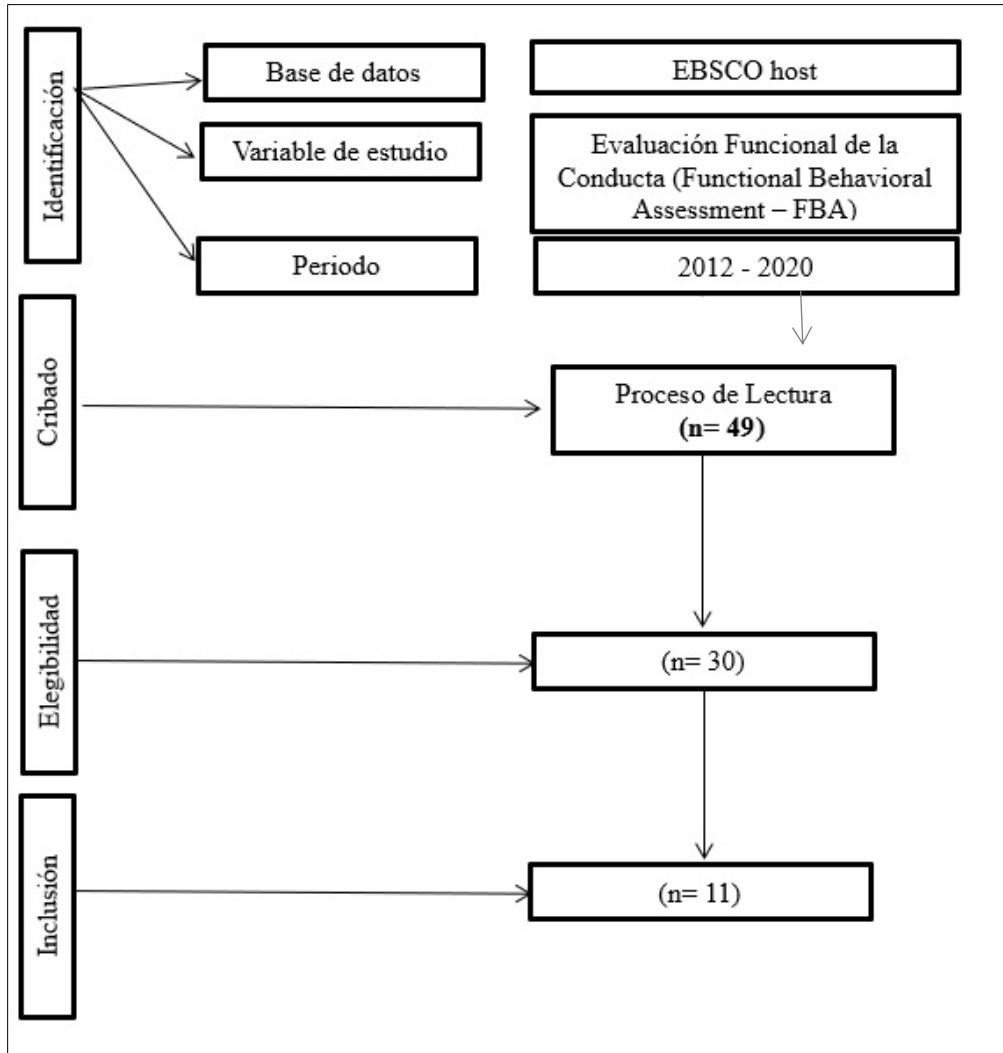 Identificación
Base de datos
EBSCO host
Variable de estudio
Evaluación Funcional de la
Conducta (Functional Behavioral
Assessment – FBA)
Periodo
2012 - 2020
Cribado
Proceso de Lectura
(n= 49)
Elegibilidad
(n= 30)
Inclusión
(n= 11)